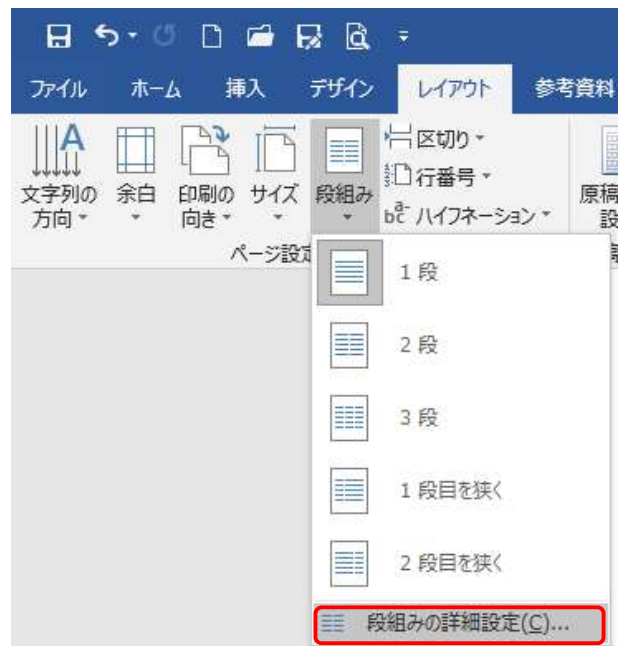 ファイル ホーム 挿入 デザイン レイアウト 参考資料
文字列の方向 余白 印刷の向き サイズ 段組み
区切り
行番号
ハイフネーション
原稿
設
ページ設定
1 段
2 段
3 段
1 段目を狭く
2 段目を狭く
段組みの詳細設定(C)...